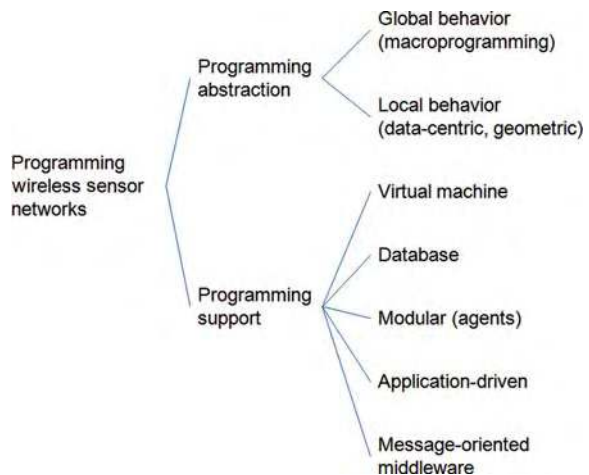 Programming
wireless sensor
networks
Programming
abstraction
Global behavior
(macroprogramming)
Local behavior
(data-centric, geometric)
Programming
support
Virtual machine
Database
Modular (agents)
Application-driven
Message-oriented
middleware